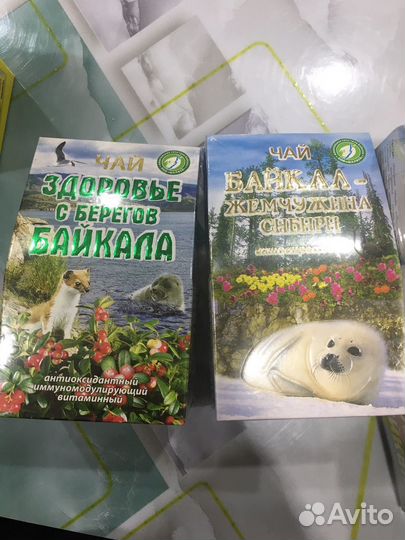 ЧАЙ
ЗДОРОВЬЕ
С БЕРЕГОВ
БАЙКАЛА
антиоксидантный
иммуномодулирующий
витаминный
ЧАЙ
БАЙКАЛ -
ЖЕМЧУЖИНА
СИБИРИ
Avito